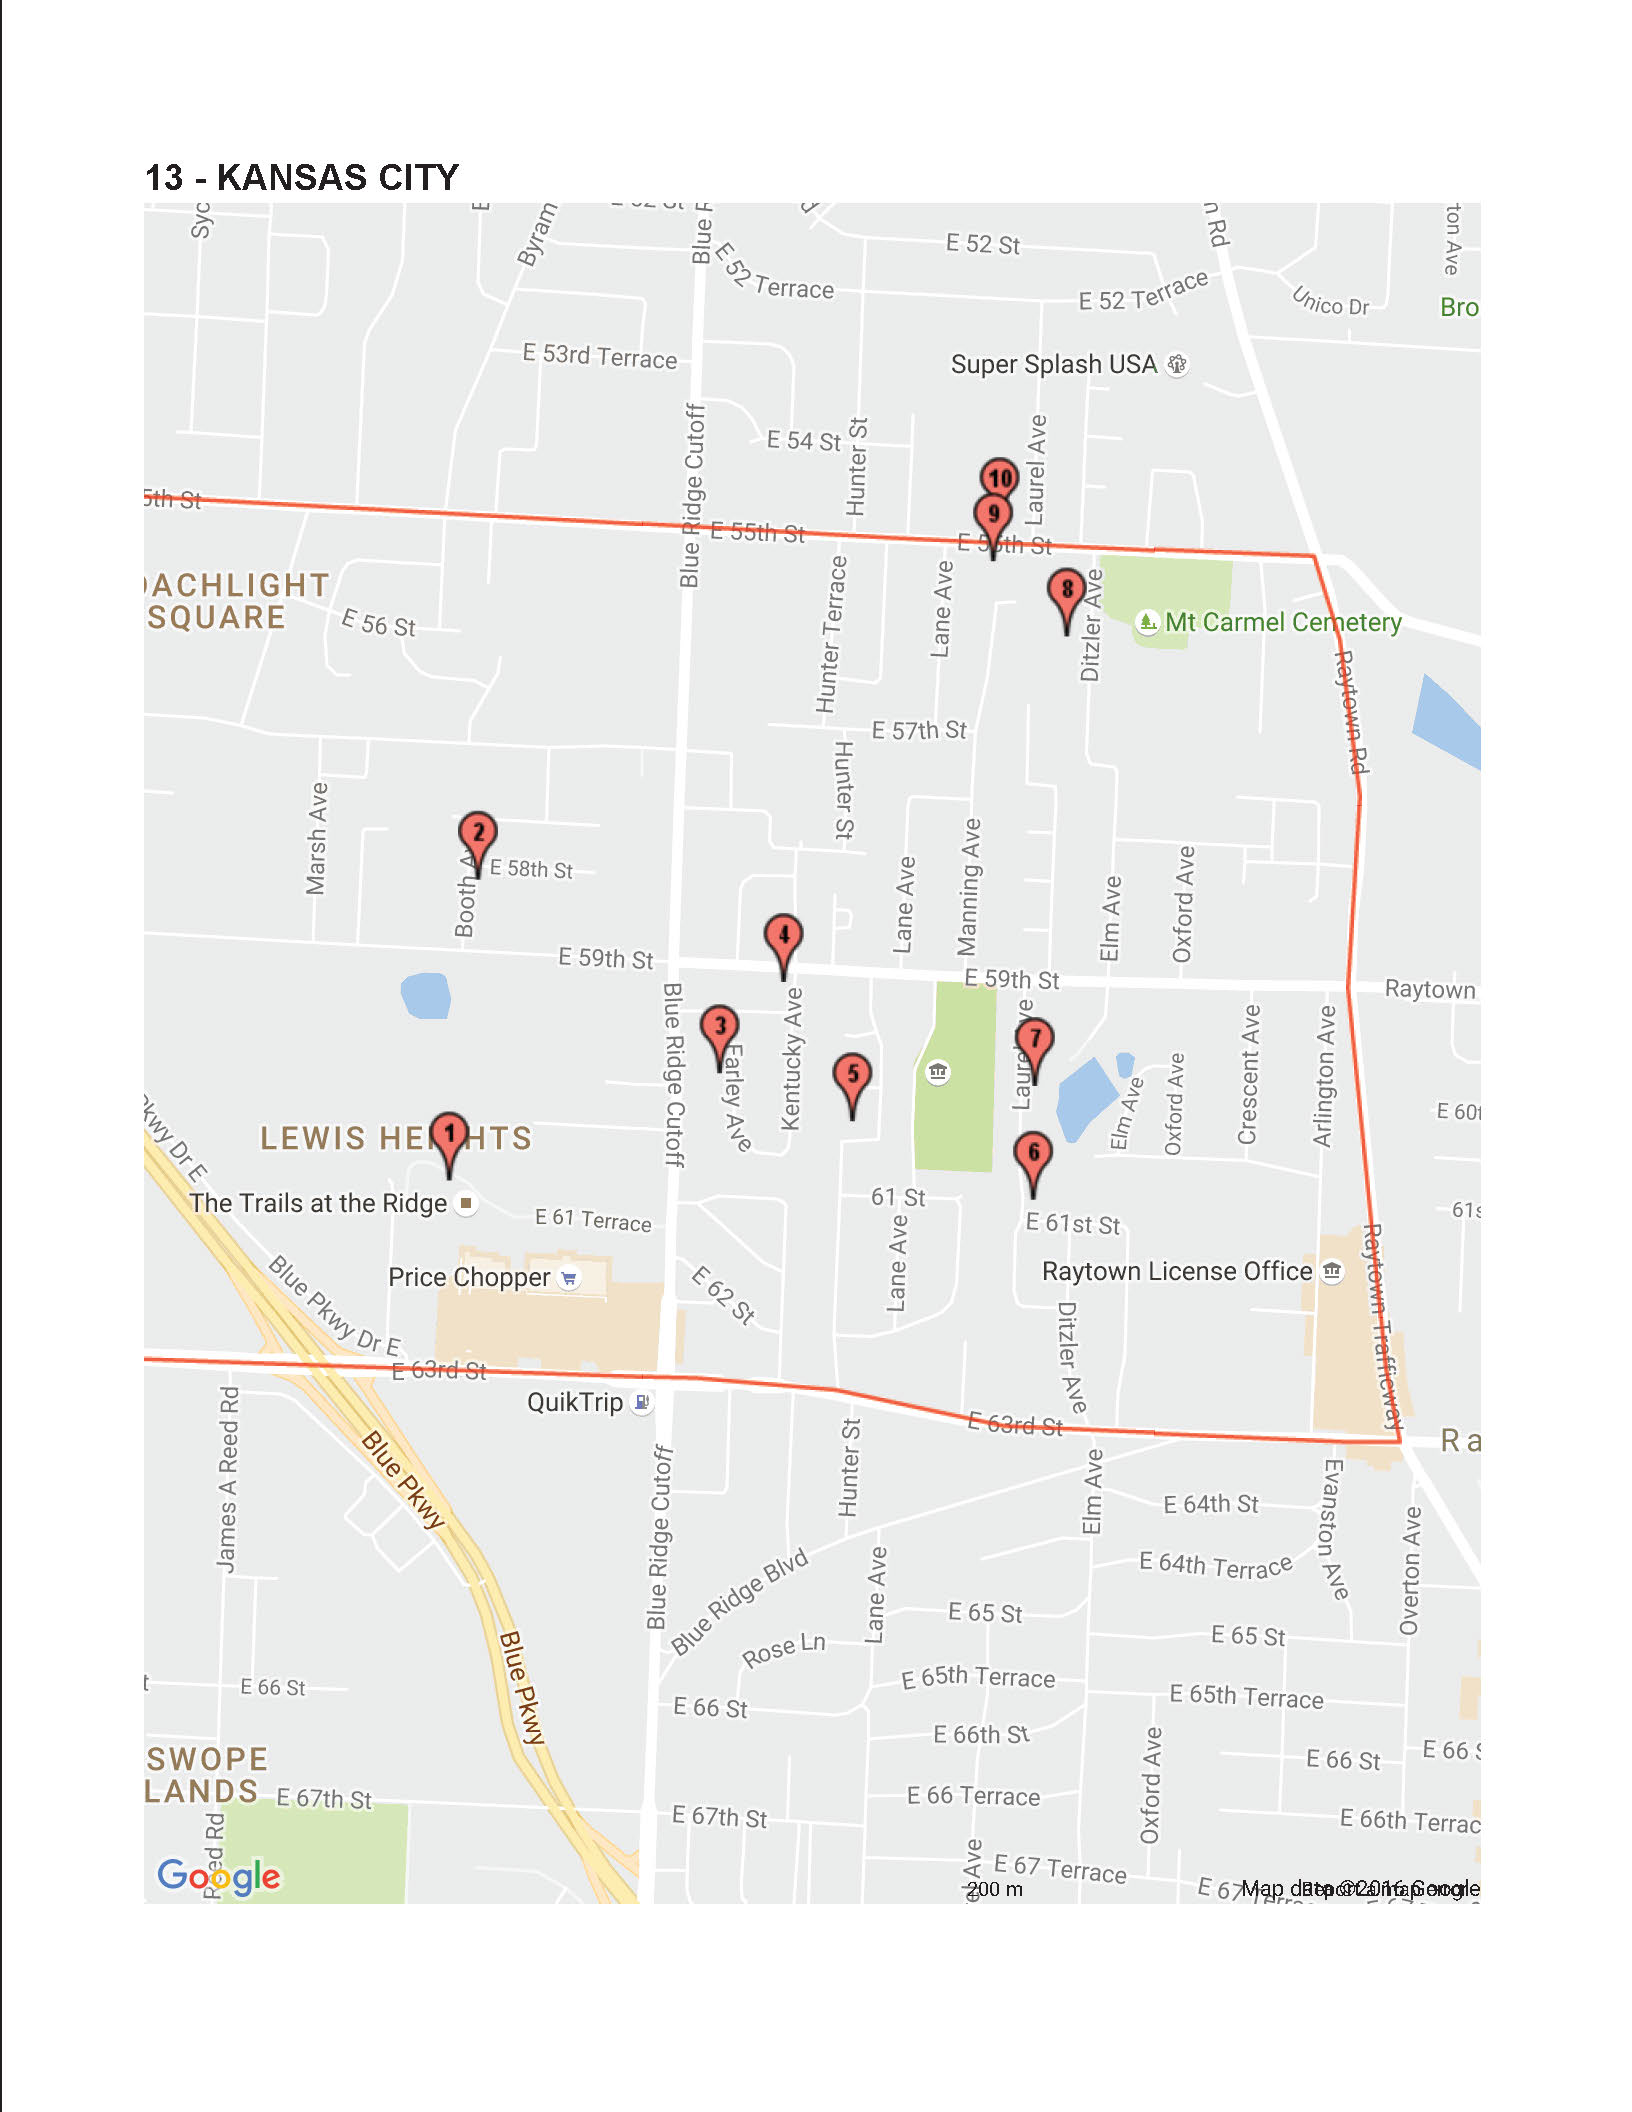 13 - KANSAS CITY
Syc
Byram
Blue R
E 52 St
E 52 Terrace
E 52 Terrace
n Rd
ton Ave
Unico Dr
Bro
E 53rd Terrace
Super Splash USA
Blue Ridge Cutoff
E 54 St
Hunter St
Laurel Ave
10
9
5th St
E 55th St
E 55th St
OACHLIGHT
SQUARE
E 56 St
Hunter Terrace
Lane Ave
8
Ditzler Ave
Mt Carmel Cemetery
Raytown Rd
E 57th St
Hunter St
Marsh Ave
2
Booth Av
E 58th St
Lane Ave
Manning Ave
Elm Ave
Oxford Ave
4
E 59th St
E 59th St
Raytown
Blue Ridge Cutoff
3
Earley Ave
Kentucky Ave
5
Laurel Ave
7
Elm Ave
Oxford Ave
Crescent Ave
Arlington Ave
E 60t
Pkwy Dr E
LEWIS HEIGHTS
1
6
The Trails at the Ridge
E 61 Terrace
61 St
Lane Ave
E 61st St
61s
Blue Pkwy Dr E
Price Chopper
E 62 St
Raytown License Office
Raytown Trafficway
Ditzler Ave
E 63rd St
QuikTrip
E 63rd St
Ra
James A Reed Rd
Blue Pkwy
Blue Ridge Cutoff
Hunter St
Elm Ave
E 64th St
Evanston Ave
Overton Ave
E 64th Terrace
Blue Ridge Blvd
Lane Ave
E 65 St
E 65 St
Rose Ln
Blue Pkwy
E 66 St
E 65th Terrace
E 65th Terrace
E 66 St
E 66th St
E 66 St
E 66 S
SWOPE
LANDS
Oxford Ave
E 67th St
E 67th St
E 66 Terrace
E 66th Terrac
Reed Rd
E 67 Terrace
Ave
E 67 Terrac
Google
200 m
Map data ©2016 Google